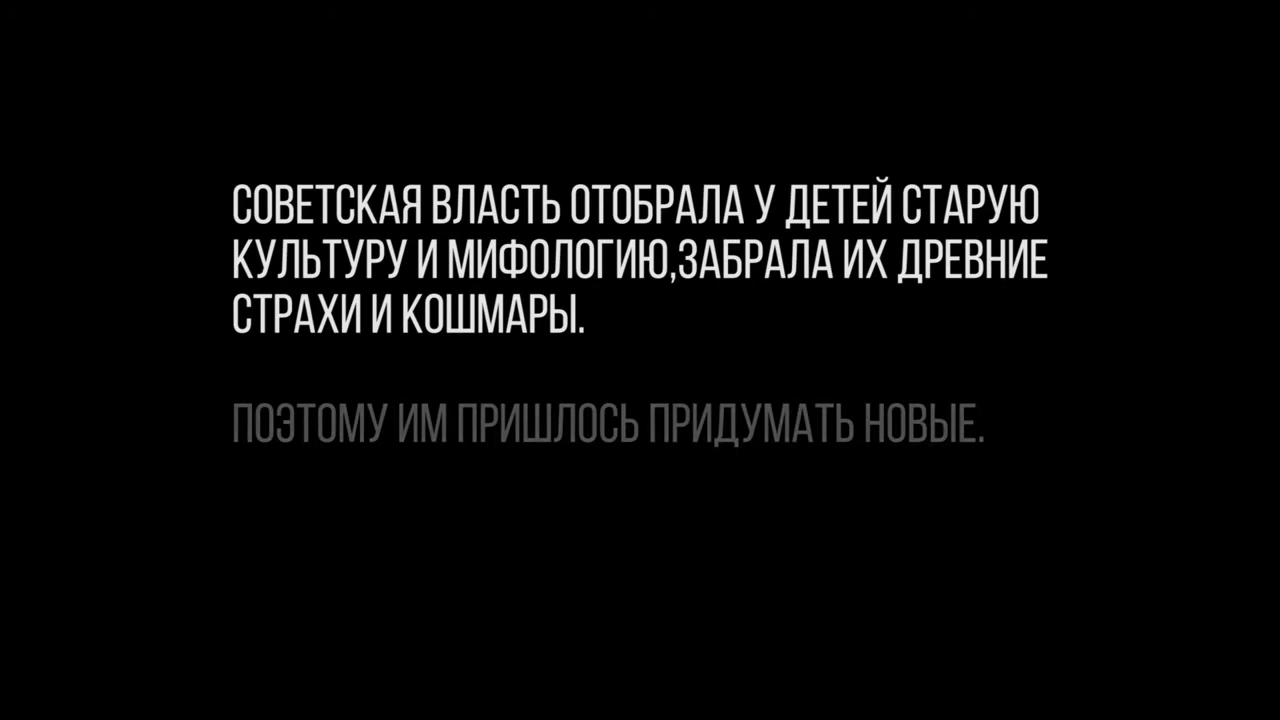 СОВЕТСКАЯ ВЛАСТЬ ОТОБРАЛА У ДЕТЕЙ СТАРУЮ
КУЛЬТУРУ И МИФОЛОГИЮ,ЗАБРАЛА ИХ ДРЕВНИЕ
СТРАХИ И КОШМАРЫ.
ПОЭТОМУ ИМ ПРИШЛОСЬ ПРИДУМАТЬ НОВЫЕ.